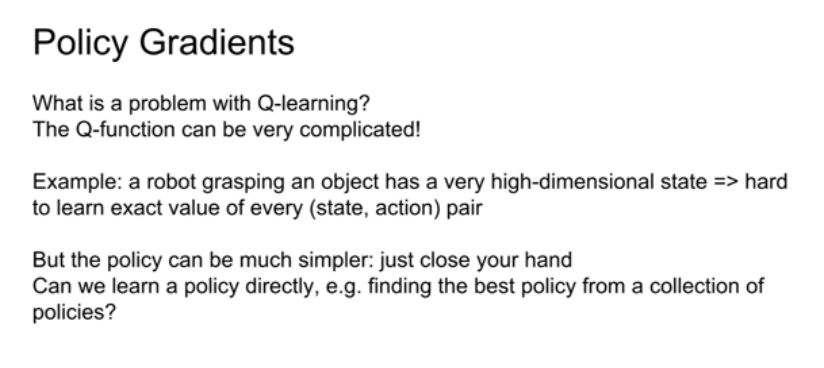 Policy Gradients
What is a problem with Q-learning?
The Q-function can be very complicated!
Example: a robot grasping an object has a very high-dimensional state => hard
to learn exact value of every (state, action) pair
But the policy can be much simpler: just close your hand
Can we learn a policy directly, e.g. finding the best policy from a collection of
policies?